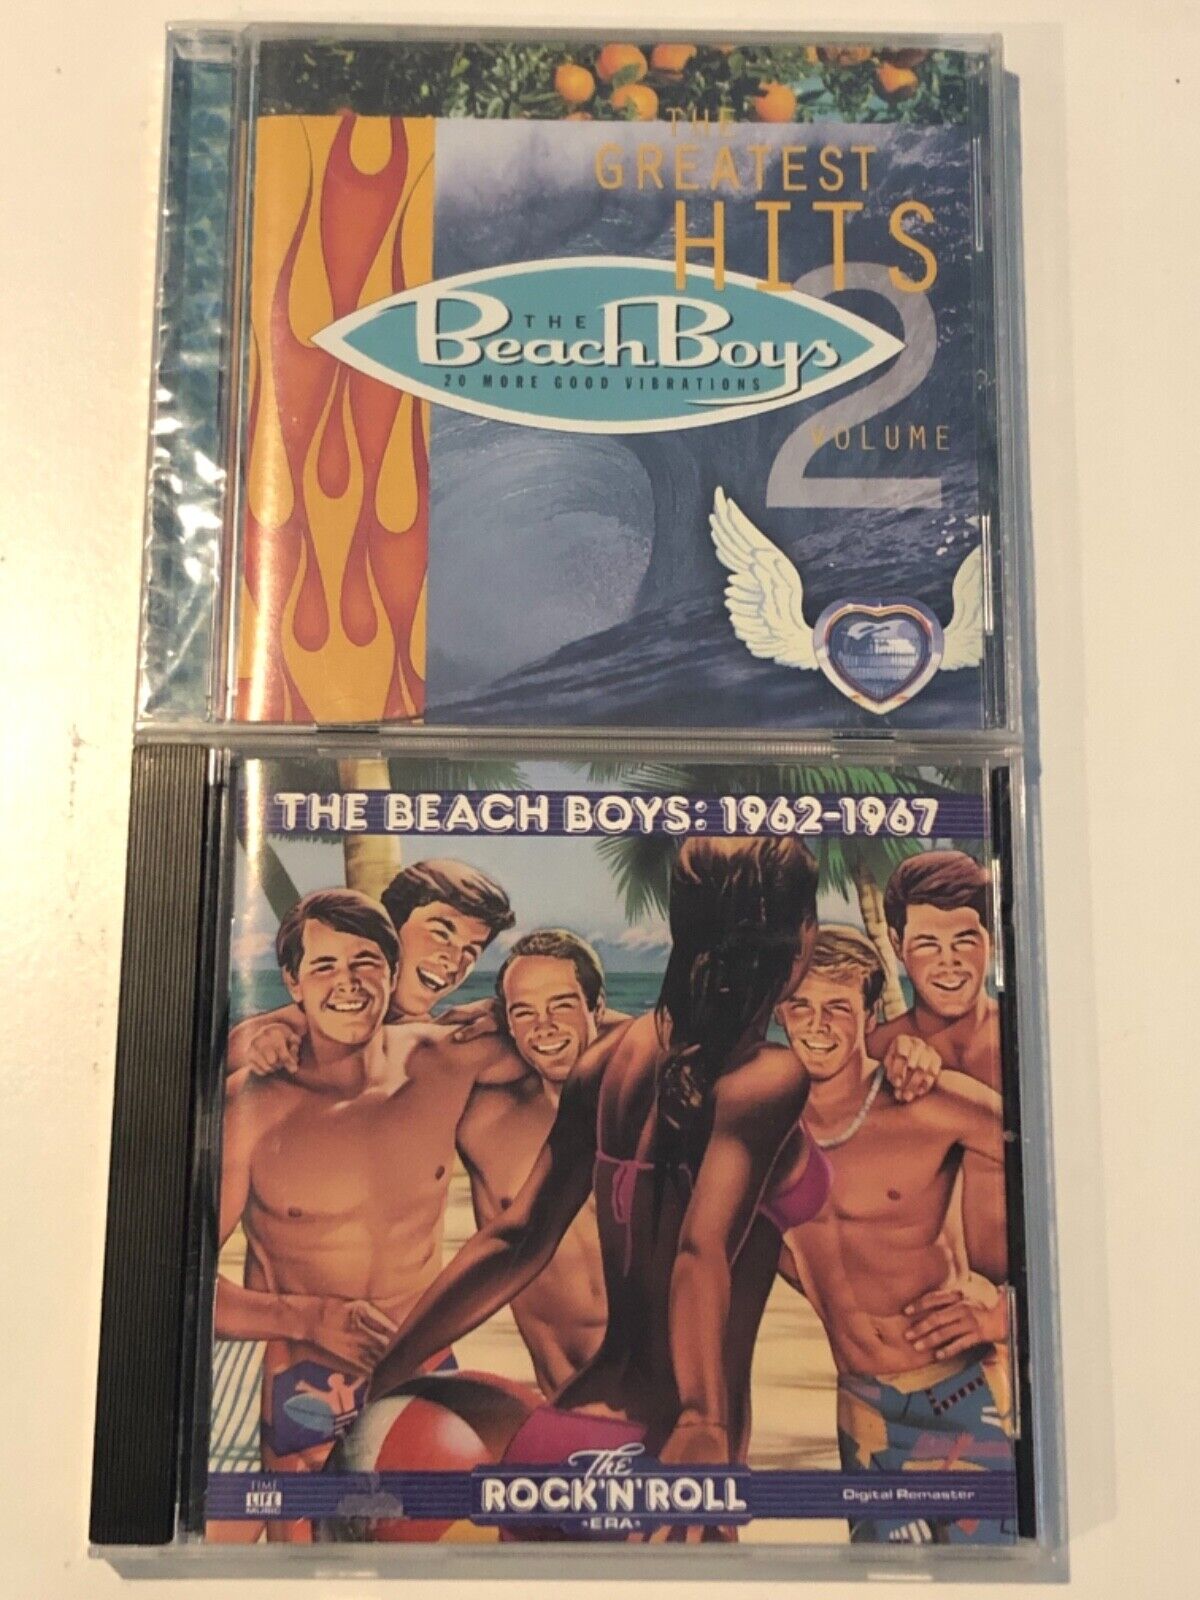 THE
GREATEST
HITS
2
THE
Beach Boys
20 MORE GOOD VIBRATIONS
VOLUME
THE BEACH BOYS: 1962-1967
TIME
LIFE
MUSIC
The
ROCK'N'ROLL
•ERA•
Digital Remaster